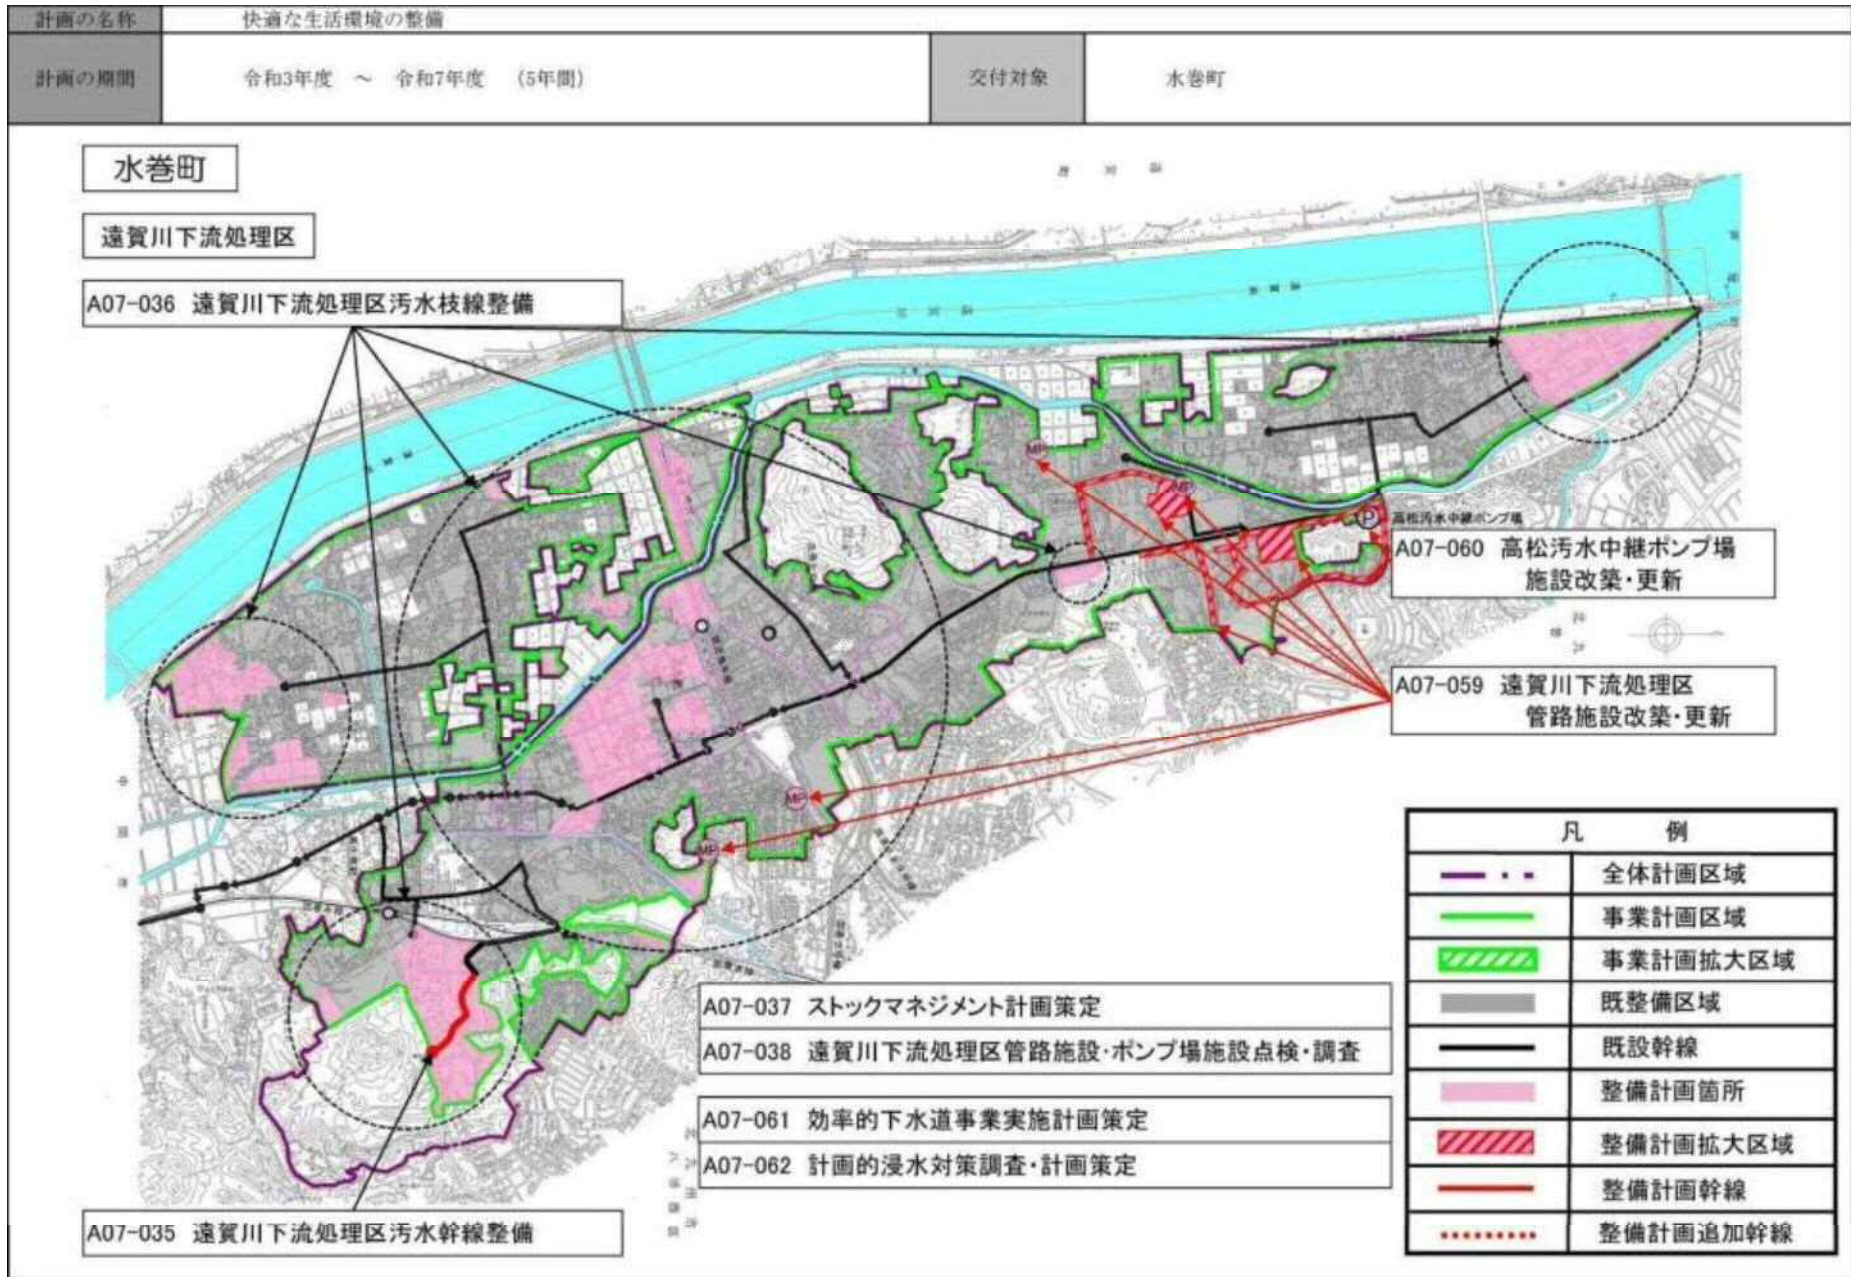 計画の名称 快適な生活環境の整備
計画の期間 令和3年度 ～ 令和7年度 (5年間) 交付対象 水巻町
水巻町
遠賀川下流処理区
A07-036 遠賀川下流処理区汚水枝線整備
MP
MP
MP
P
高松汚水中継ポンプ場
A07-060 高松汚水中継ポンプ場
施設改築・更新
A07-059 遠賀川下流処理区
管路施設改築・更新
A07-037 ストックマネジメント計画策定
A07-038 遠賀川下流処理区管路施設・ポンプ場施設点検・調査
A07-061 効率的下水道事業実施計画策定
A07-062 計画的浸水対策調査・計画策定
A07-035 遠賀川下流処理区汚水幹線整備
凡 例
全体計画区域
事業計画区域
事業計画拡大区域
既整備区域
既設幹線
整備計画箇所
整備計画拡大区域
整備計画幹線
整備計画追加幹線